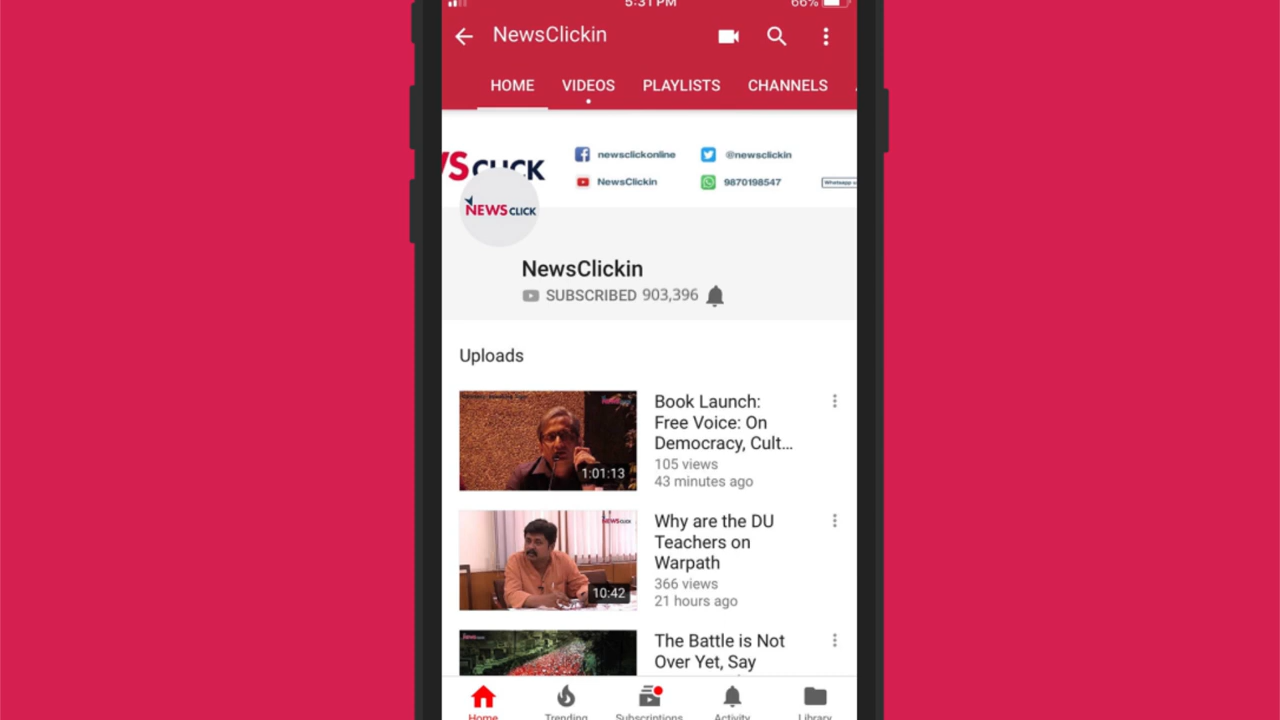 5:31 PM
66%
NewsClickin
HOME VIDEOS PLAYLISTS CHANNELS
WS CLICK
newsclickonline @newsclickin
NewsClickin 9870198547
Whatsapp
NEWS CLICK
NewsClickin
SUBSCRIBED 903,396
Uploads
Book Launch:
Free Voice: On
Democracy, Cult...
105 views
43 minutes ago
1:01:13
Why are the DU
Teachers on
Warpath
366 views
21 hours ago
NEWSCLICK
10:42
The Battle is Not
Over Yet, Say
Home Trending Subscriptions Activity Library